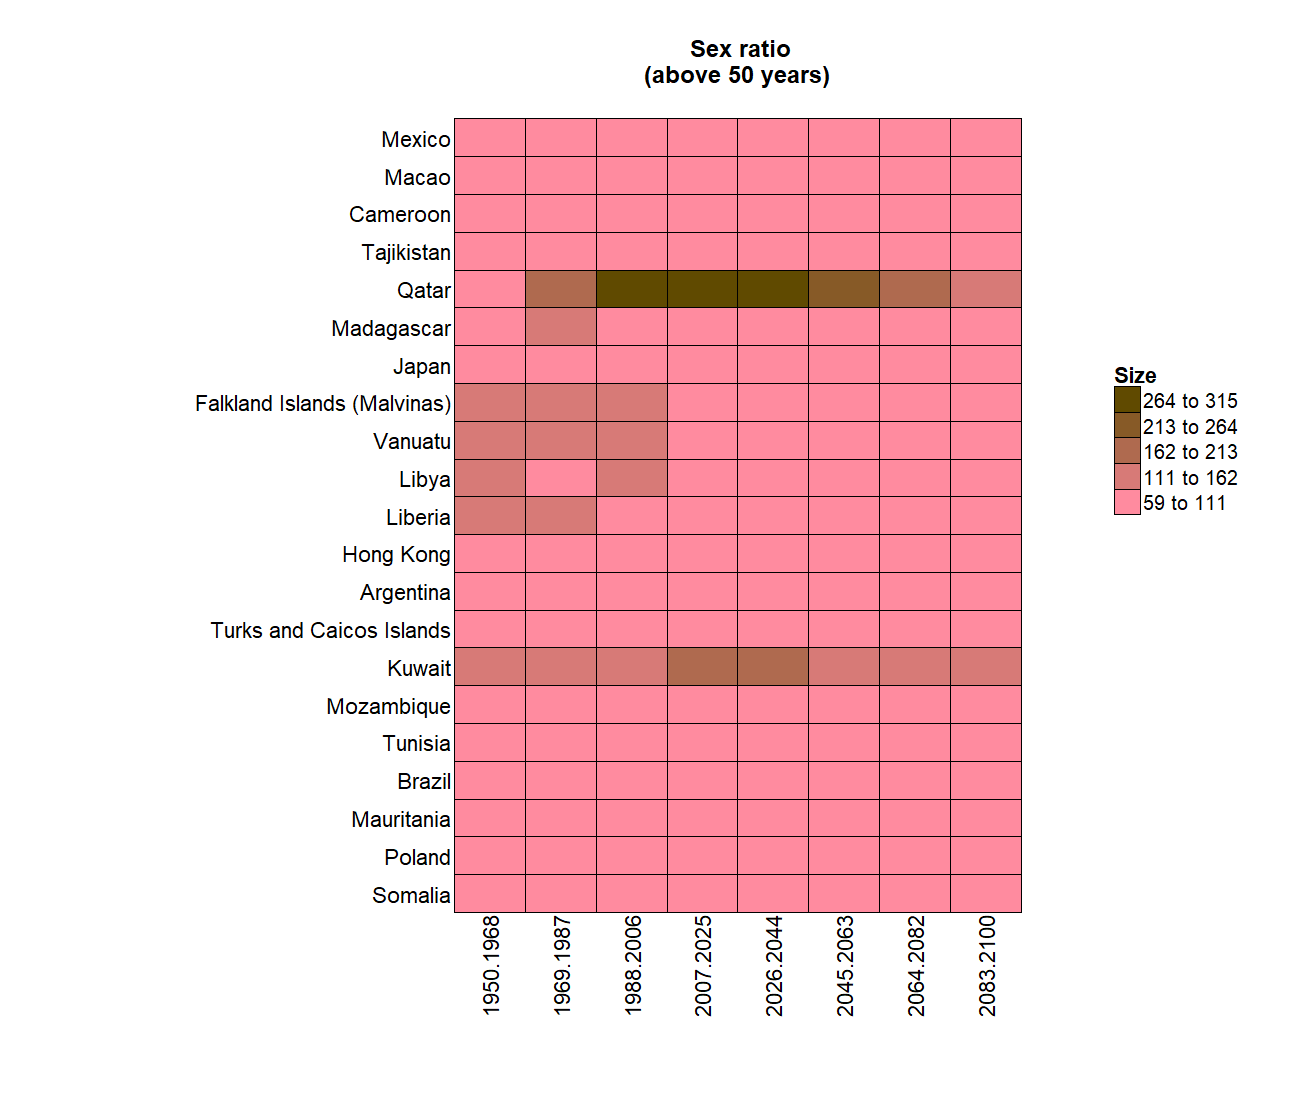 Sex ratio
(above 50 years)
Mexico
Macao
Cameroon
Tajikistan
Qatar
Madagascar
Japan
Falkland Islands (Malvinas)
Vanuatu
Libya
Liberia
Hong Kong
Argentina
Turks and Caicos Islands
Kuwait
Mozambique
Tunisia
Brazil
Mauritania
Poland
Somalia
1950.1968
1969.1987
1988.2006
2007.2025
2026.2044
2045.2063
2064.2082
2083.2100
Size
264 to 315
213 to 264
162 to 213
111 to 162
59 to 111